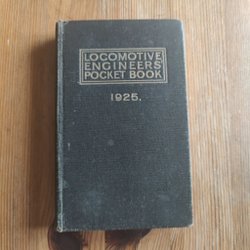 LOCOMOTIVE
ENGINEERS'
POCKET BOOK
1925.